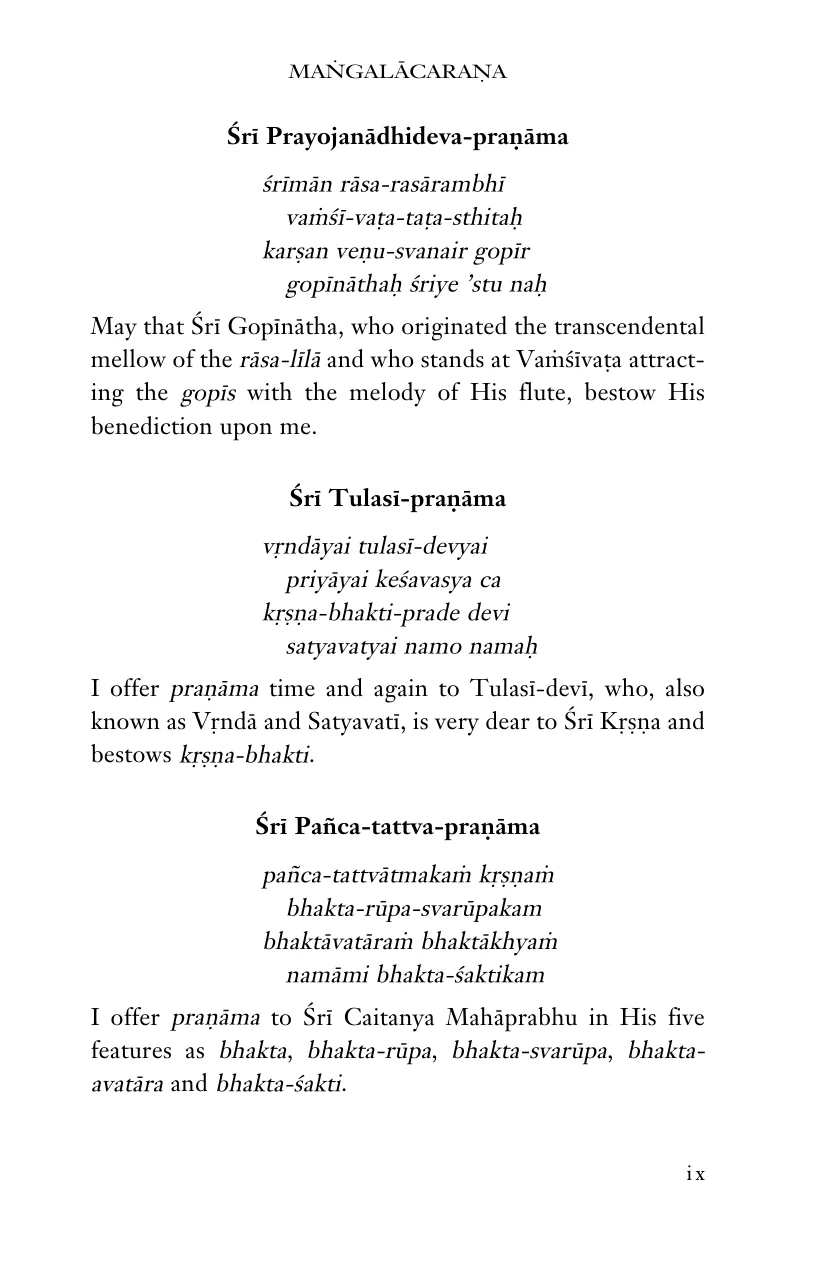 MAṄGALĀCARAṆA
Śrī Prayojanādhideva-praṇāma
śrīmān rāsa-rasārambhī
vaṁśī-vaṭa-taṭa-sthitaḥ
karṣan veṇu-svanair gopīr
gopīnāthaḥ śriye ’stu naḥ
May that Śrī Gopīnātha, who originated the transcendental
mellow of the rāsa-līlā and who stands at Vaṁśīvaṭa attract-
ing the gopīs with the melody of His flute, bestow His
benediction upon me.
Śrī Tulasī-praṇāma
vṛndāyai tulasī-devyai
priyāyai keśavasya ca
kṛṣṇa-bhakti-prade devi
satyavatyai namo namaḥ
I offer praṇāma time and again to Tulasī-devī, who, also
known as Vṛndā and Satyavatī, is very dear to Śrī Kṛṣṇa and
bestows kṛṣṇa-bhakti.
Śrī Pañca-tattva-praṇāma
pañca-tattvātmakaṁ kṛṣṇaṁ
bhakta-rūpa-svarūpakam
bhaktāvatāraṁ bhaktākhyaṁ
namāmi bhakta-śaktikam
I offer praṇāma to Śrī Caitanya Mahāprabhu in His five
features as bhakta, bhakta-rūpa, bhakta-svarūpa, bhakta-
avatāra and bhakta-śakti.
ix